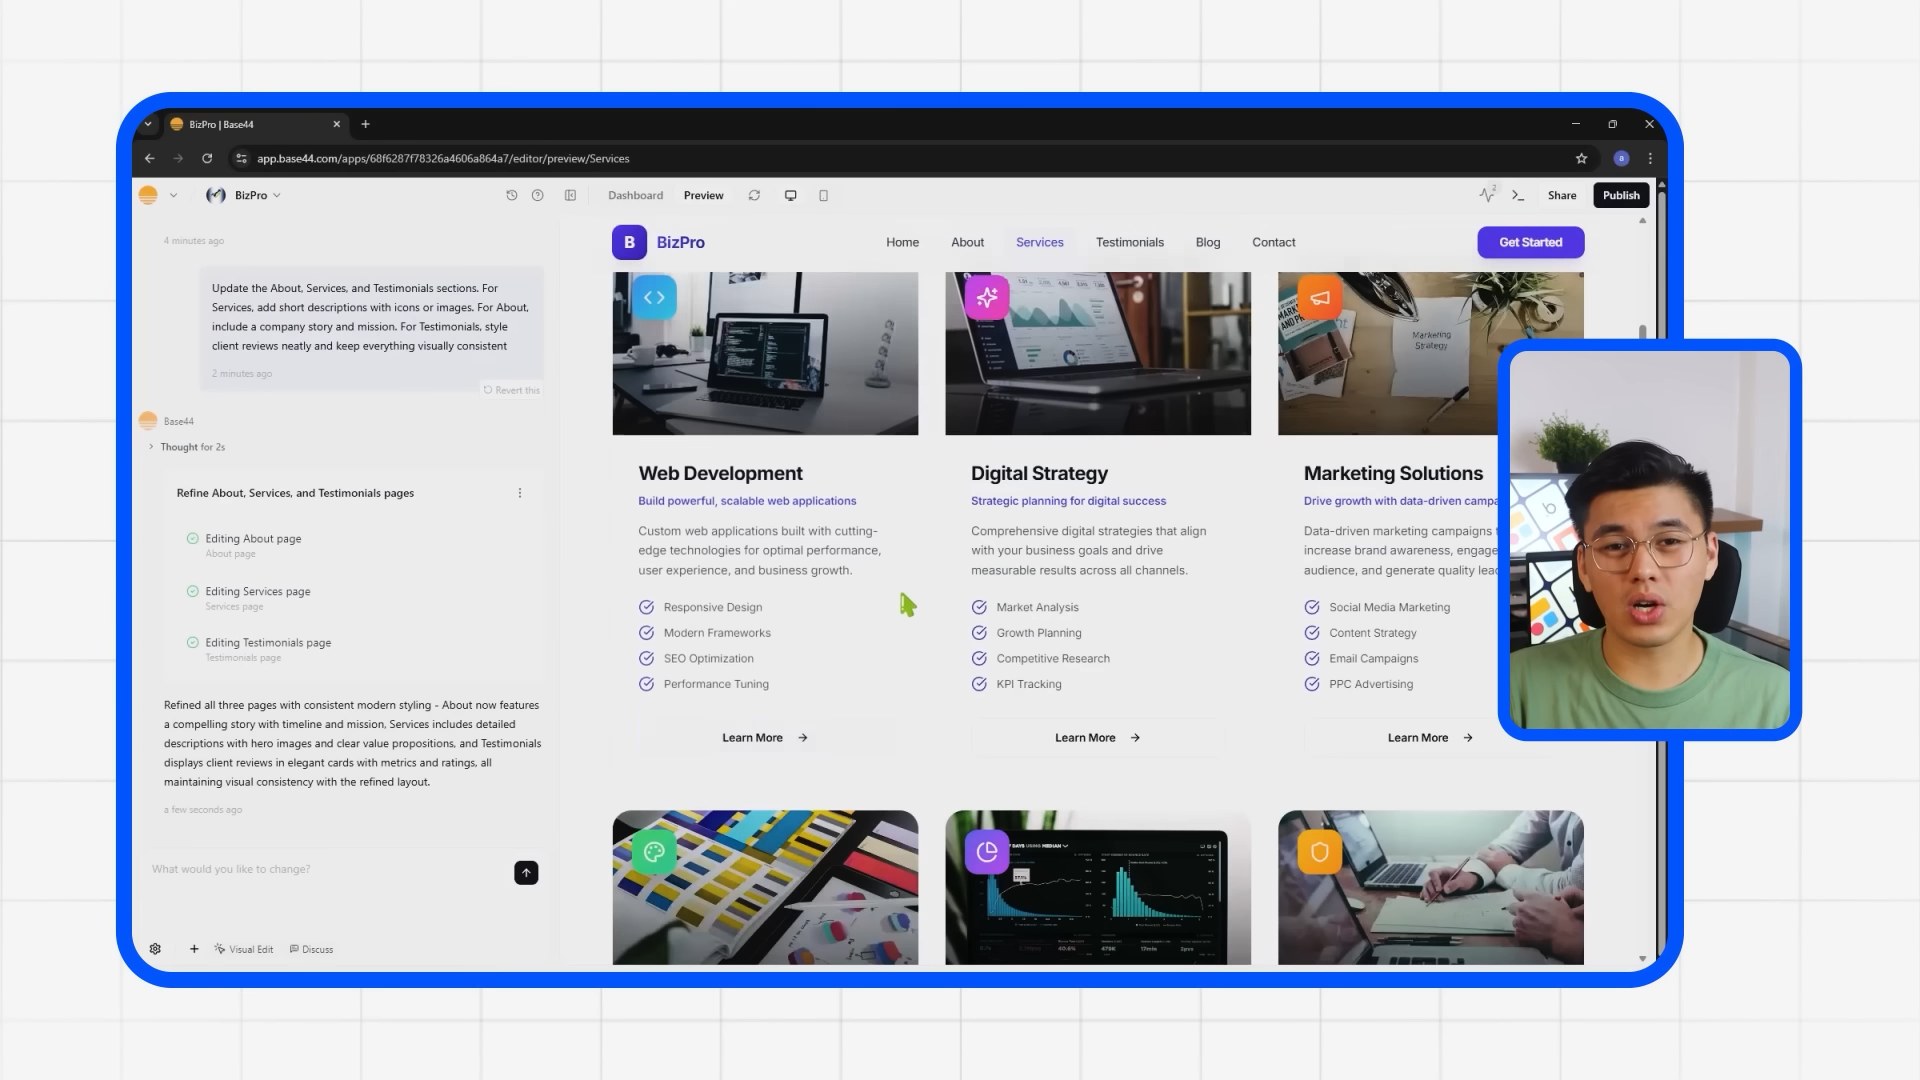 BizPro | Base44
app.base44.com/apps/68f6287f78326a4606a864a7/editor/preview/Services
BizPro
Dashboard
Preview
2
Share
Publish
4 minutes ago
Update the About, Services, and Testimonials sections. For
Services, add short descriptions with icons or images. For About,
include a company story and mission. For Testimonials, style
client reviews neatly and keep everything visually consistent
2 minutes ago
Revert this
Base44
Thought for 2s
Refine About, Services, and Testimonials pages
Editing About page
About page
Editing Services page
Services page
Editing Testimonials page
Testimonials page
Refined all three pages with consistent modern styling - About now features
a compelling story with timeline and mission, Services includes detailed
descriptions with hero images and clear value propositions, and Testimonials
displays client reviews in elegant cards with metrics and ratings, all
maintaining visual consistency with the refined layout.
a few seconds ago
What would you like to change?
Visual Edit
Discuss
B BizPro
Home
About
Services
Testimonials
Blog
Contact
Get Started
Marketing
Strategy
Web Development
Build powerful, scalable web applications
Custom web applications built with cutting-
edge technologies for optimal performance,
user experience, and business growth.
Responsive Design
Modern Frameworks
SEO Optimization
Performance Tuning
Learn More
Digital Strategy
Strategic planning for digital success
Comprehensive digital strategies that align
with your business goals and drive
measurable results across all channels.
Market Analysis
Growth Planning
Competitive Research
KPI Tracking
Learn More
Marketing Solutions
Drive growth with data-driven
Data-driven marketing campaigns
increase brand awareness, engage
audience, and generate quality
Social Media Marketing
Content Strategy
Email Campaigns
PPC Advertising
Learn More
DAYS USING MEDIAN